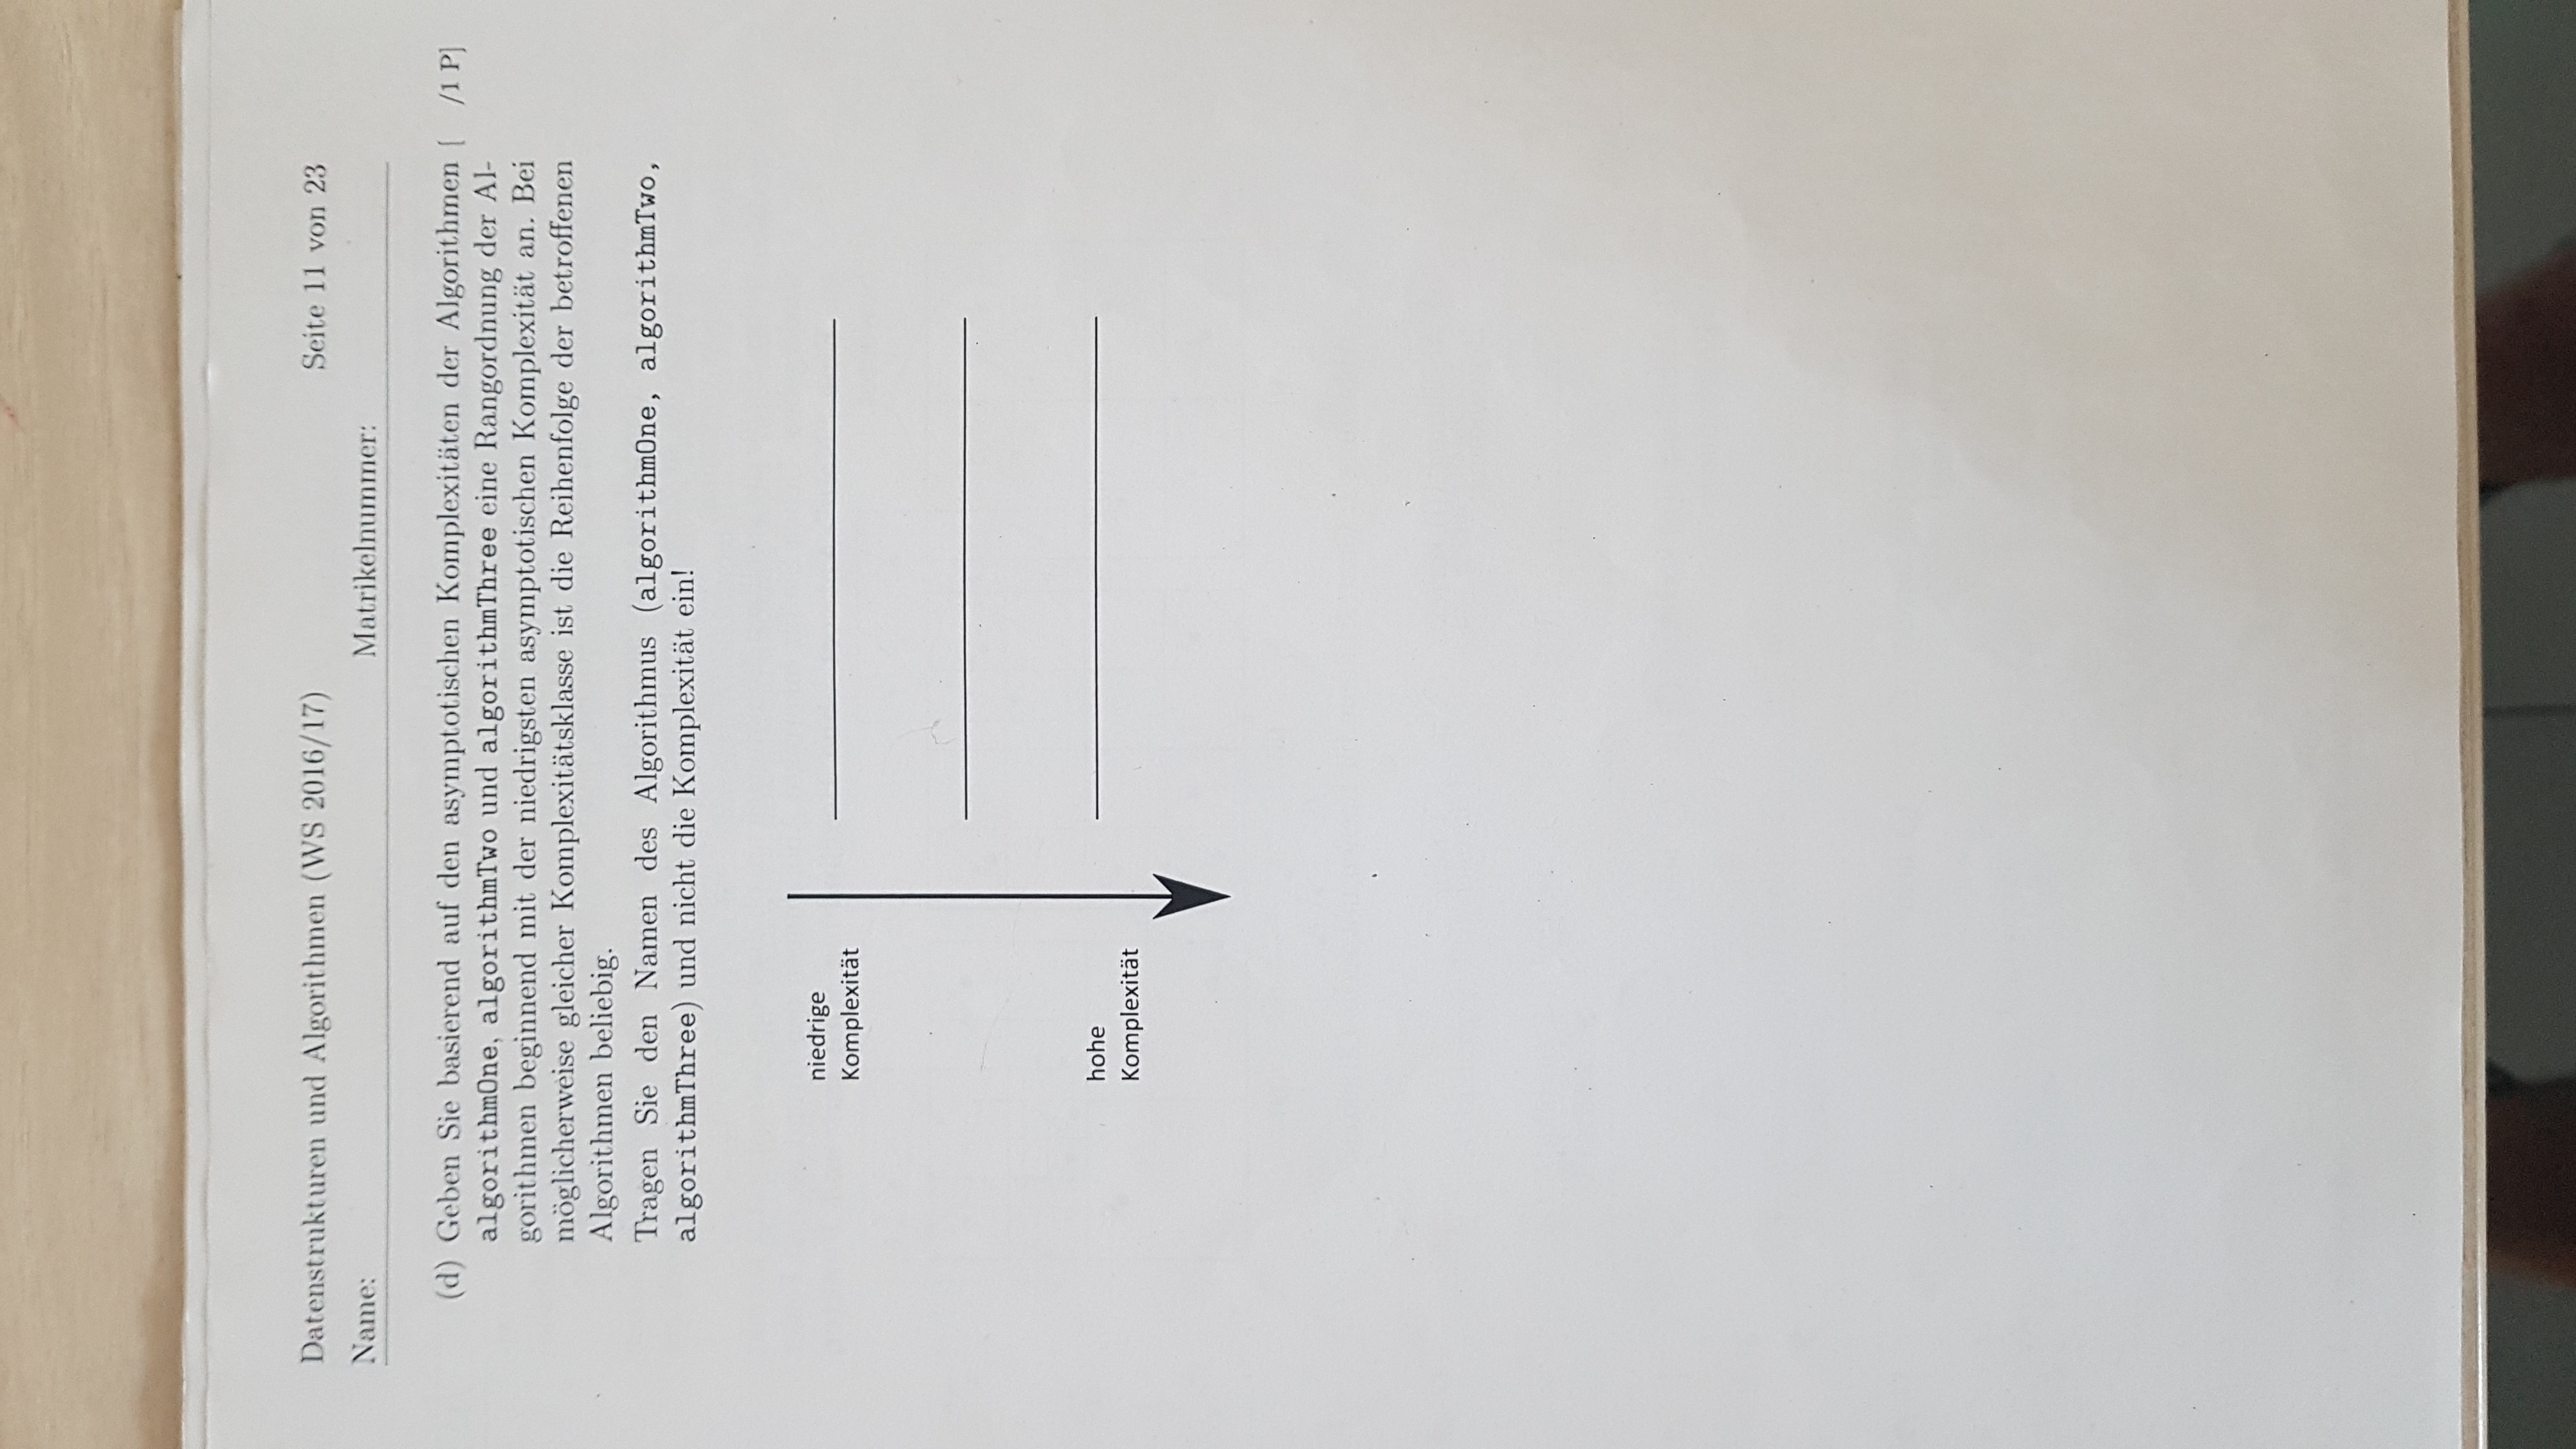 Datenstrukturen und Algorithmen (WS 2016/17) Seite 11 von 23
Name: Matrikelnummer:
(d) Geben Sie basierend auf den asymptotischen Komplexitäten der Algorithmen [ /1 P]
algorithmOne, algorithmTwo und algorithmThree eine Rangordnung der Al-
gorithmen beginnend mit der niedrigsten asymptotischen Komplexität an. Bei
möglicherweise gleicher Komplexitätsklasse ist die Reihenfolge der betroffenen
Algorithmen beliebig.
Tragen Sie den Namen des Algorithmus (algorithmOne, algorithmTwo,
algorithmThree) und nicht die Komplexität ein!
niedrige
Komplexität
hohe
Komplexität